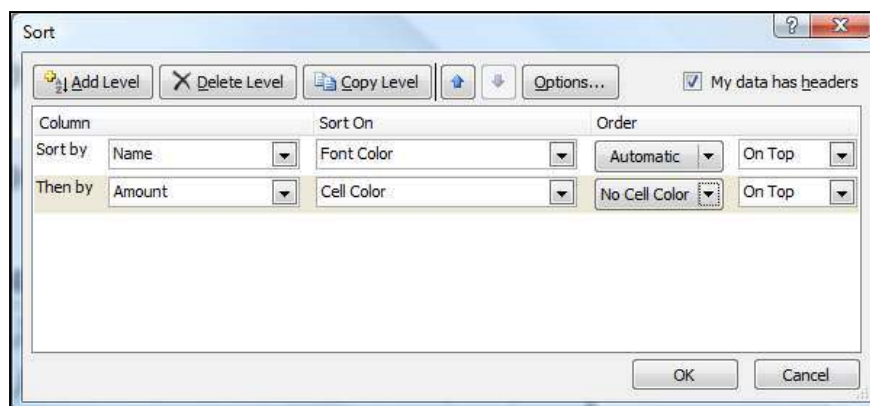 Sort
Add Level Delete Level Copy Level Options... My data has headers
Column Sort On Order
Sort by Name Font Color Automatic On Top
Then by Amount Cell Color No Cell Color On Top
OK Cancel